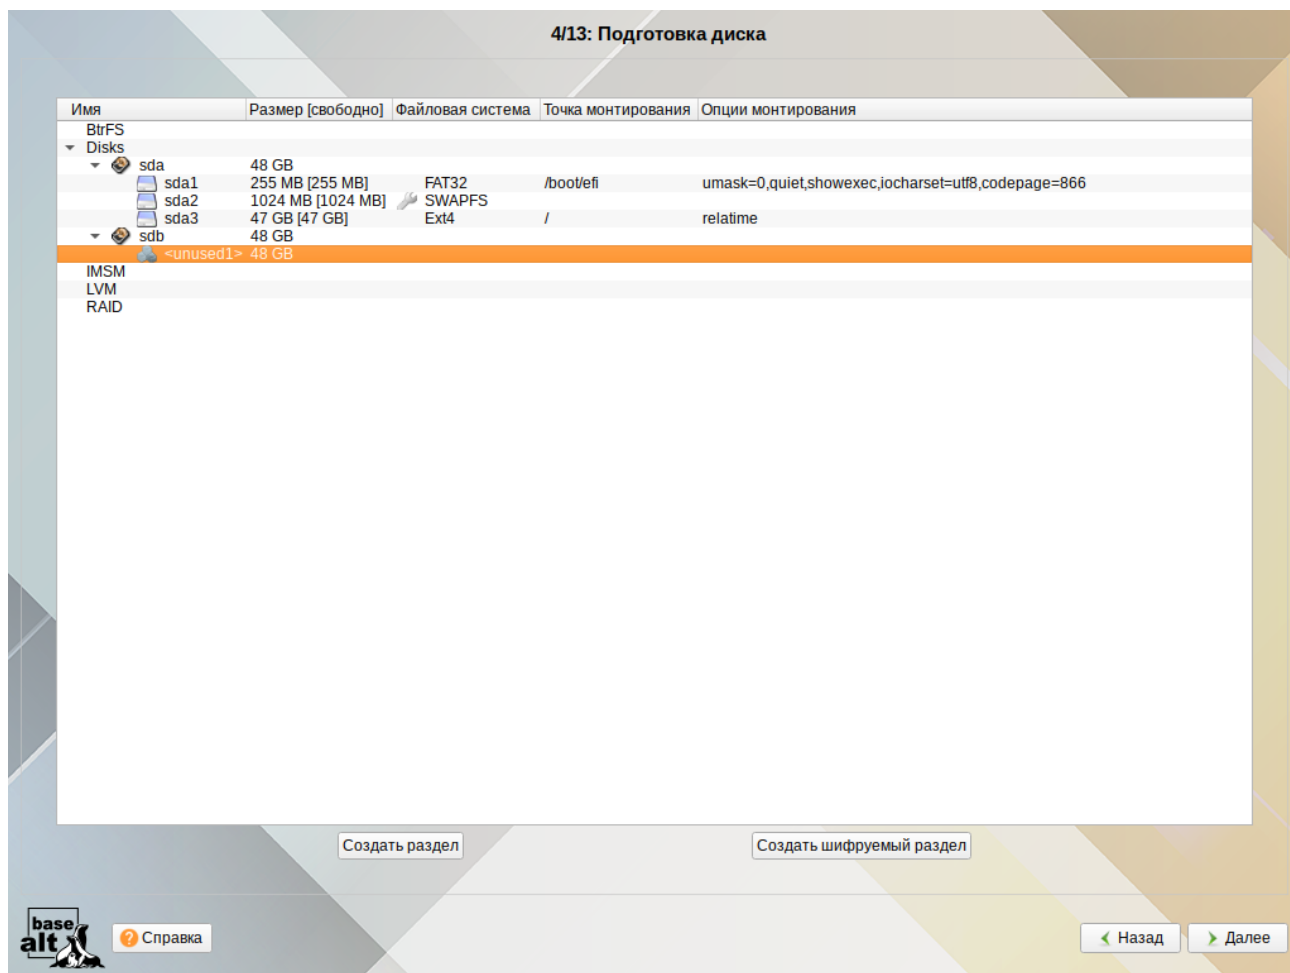 4/13: Подготовка диска
Имя Размер [свободно] Файловая система Точка монтирования Опции монтирования
BtrFS
Disks
sda 48 GB
sda1 255 MB [255 MB] FAT32 /boot/efi umask=0,quiet,showexec,iocharset=utf8,codepage=866
sda2 1024 MB [1024 MB] SWAPFS
sda3 47 GB [47 GB] Ext4 / relatime
sdb 48 GB
<unused1> 48 GB
IMSM
LVM
RAID
Создать раздел Создать шифруемый раздел
base
alt
Справка Назад Далее